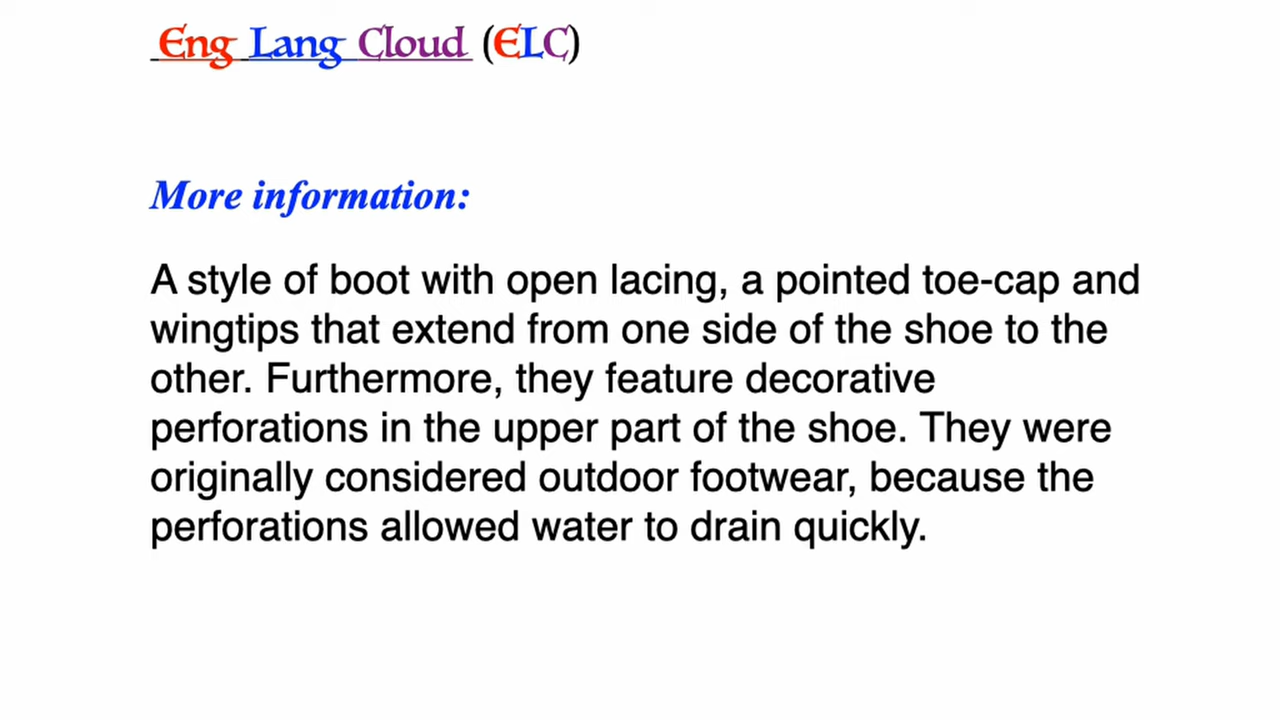 Eng Lang Cloud (ELC)
More information:
A style of boot with open lacing, a pointed toe-cap and
wingtips that extend from one side of the shoe to the
other. Furthermore, they feature decorative
perforations in the upper part of the shoe. They were
originally considered outdoor footwear, because the
perforations allowed water to drain quickly.